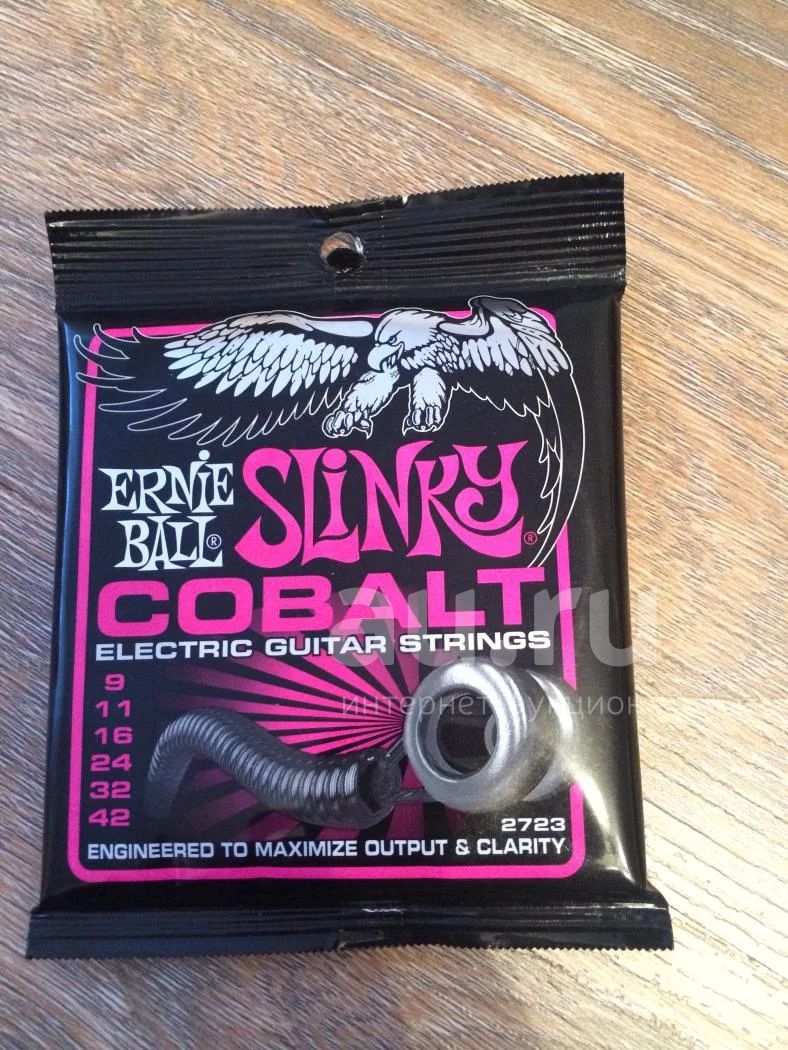 ERNIE BALL® SLINKY®
COBALT
ELECTRIC GUITAR STRINGS
9
11
16
24
32
42
2723
ENGINEERED TO MAXIMIZE OUTPUT & CLARITY
au.ru
интернет-аукцион